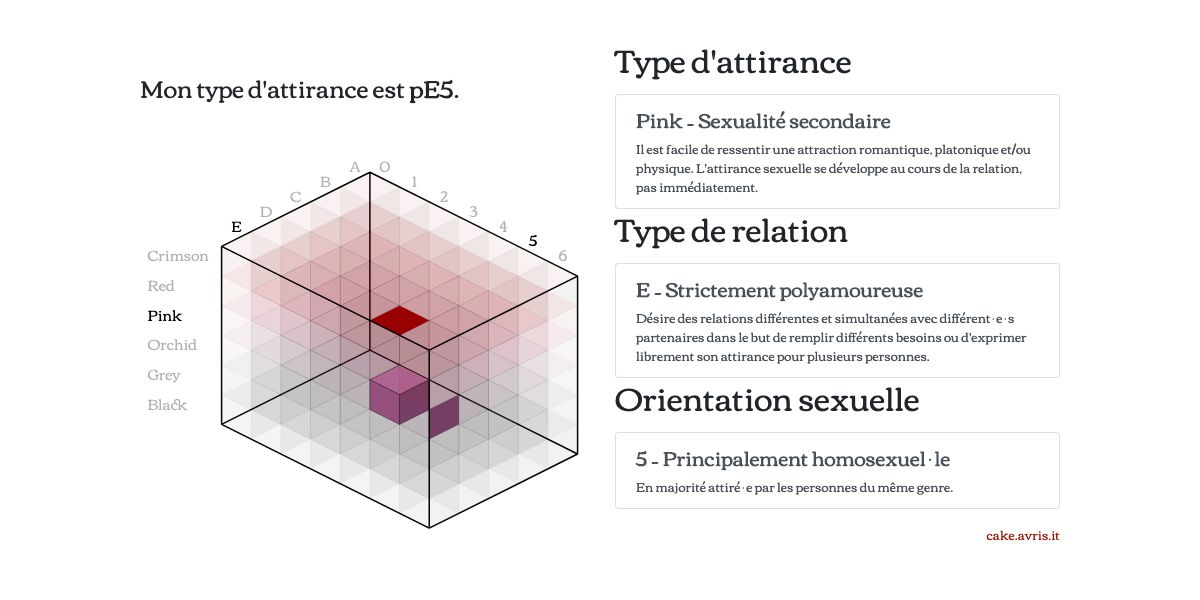 Mon type d'attirance est pE5.
A O
B 1
C 2
D 3
E 4
5
6
Crimson
Red
Pink
Orchid
Grey
Black
Type d'attirance
Pink - Sexualité secondaire
Il est facile de ressentir une attraction romantique, platonique et/ou
physique. L'attirance sexuelle se développe au cours de la relation,
pas immédiatement.
Type de relation
E - Strictement polyamoureuse
Désire des relations différentes et simultanées avec différent·e·s
partenaires dans le but de remplir différents besoins ou d'exprimer
librement son attirance pour plusieurs personnes.
Orientation sexuelle
5 - Principalement homosexuel·le
En majorité attiré·e par les personnes du même genre.
cake.avris.it